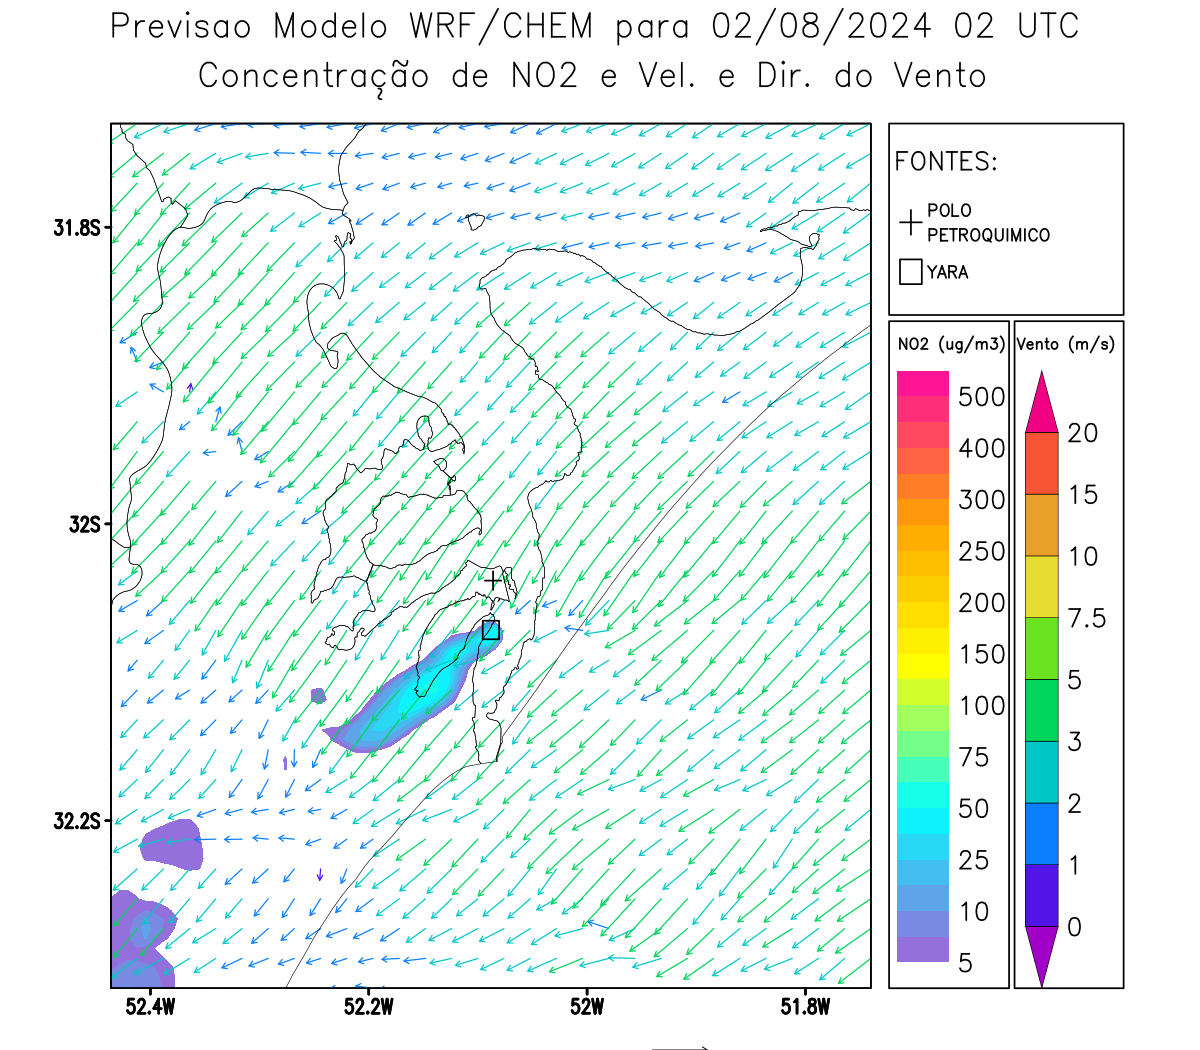 Previsao Modelo WRF/CHEM para 02/08/2024 02 UTC
Concentração de NO2 e Vel. e Dir. do Vento
FONTES:
POLO
PETROQUIMICO
YARA
31.8S
32S
32.2S
52.4W
52.2W
52W
51.8W
NO2 (ug/m3)
500
400
300
250
200
150
100
75
50
25
10
5
Vento (m/s)
20
15
10
7.5
5
3
2
1
0